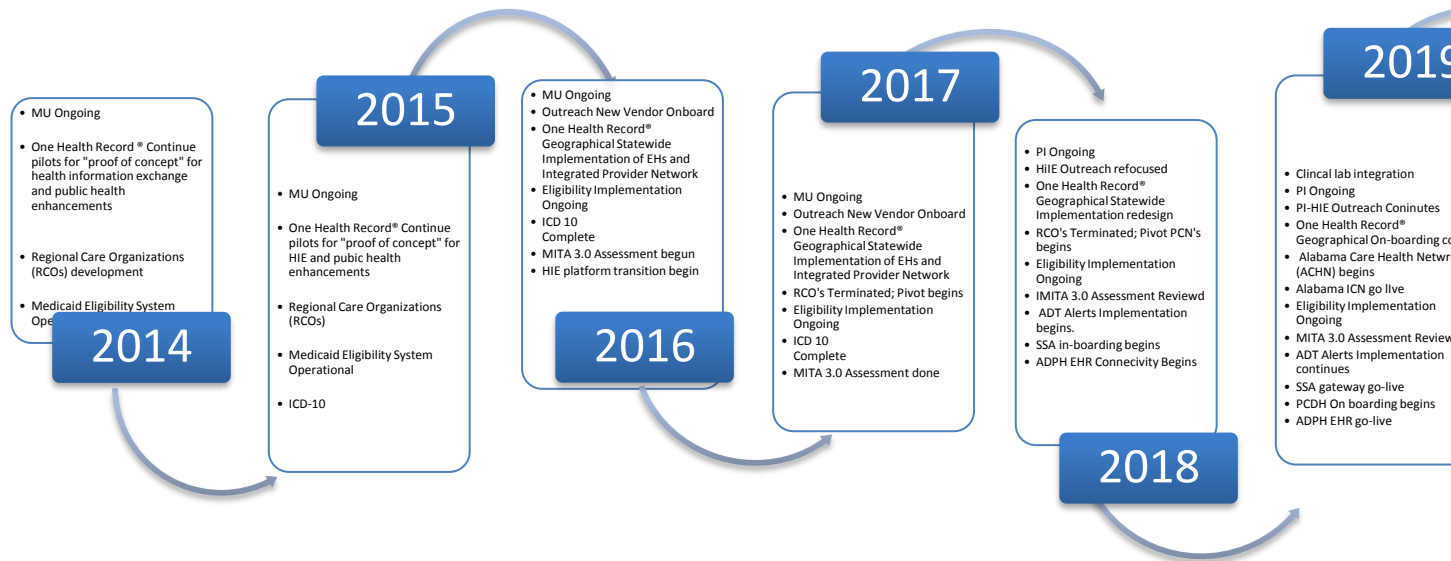 • MU Ongoing
• One Health Record ® Continue
pilots for "proof of concept" for
health information exchange
and public health
enhancements
• Regional Care Organizations
(RCOs) development
• Medicaid Eligibility System
2014
2015
• MU Ongoing
• One Health Record® Continue
pilots for "proof of concept" for
HIE and pubic health
enhancements
• Regional Care Organizations
(RCOs)
• Medicaid Eligibility System
Operational
• ICD-10
• MU Ongoing
• Outreach New Vendor Onboard
• One Health Record®
Geographical Statewide
Implementation of EHs and
Integrated Provider Network
• Eligibility Implementation
Ongoing
• ICD 10
Complete
• MITA 3.0 Assessment begun
• HIE platform transition begin
2016
2017
• MU Ongoing
• Outreach New Vendor Onboard
• One Health Record®
Geographical Statewide
Implementation of EHs and
Integrated Provider Network
• RCO's Terminated; Pivot begins
• Eligibility Implementation
Ongoing
• ICD 10
Complete
• MITA 3.0 Assessment done
• PI Ongoing
• HiIE Outreach refocused
• One Health Record®
Geographical Statewide
Implementation redesign
• RCO's Terminated; Pivot PCN's
begins
• Eligibility Implementation
Ongoing
• IMITA 3.0 Assessment Reviewd
• ADT Alerts Implementation
begins.
• SSA in-boarding begins
• ADPH EHR Connecivity Begins
2018
2019
• Clincal lab integration
• PI Ongoing
• PI-HIE Outreach Coninutes
• One Health Record®
Geographical On-boarding
• Alabama Care Health
(ACHN) begins
• Alabama ICN go live
• Eligibility Implementation
Ongoing
• MITA 3.0 Assessment
• ADT Alerts Implementation
continues
• SSA gateway go-live
• PCDH On boarding begins
• ADPH EHR go-live